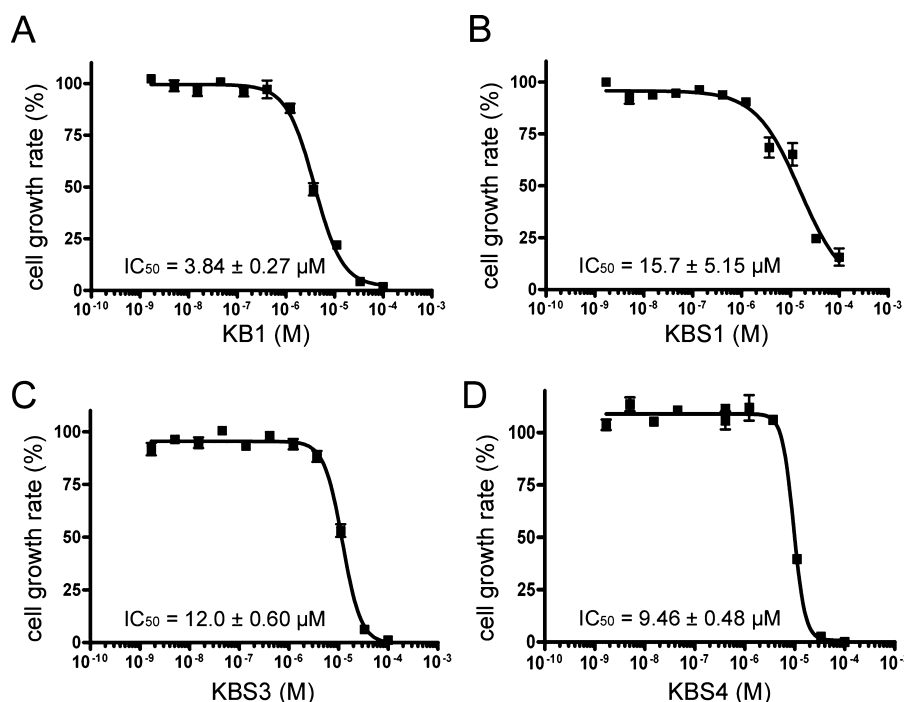 A
cell growth rate (%)
100
75
50
25
0
IC₅₀ = 3.84 ± 0.27 µM
10⁻¹⁰ 10⁻⁹ 10⁻⁸ 10⁻⁷ 10⁻⁶ 10⁻⁵ 10⁻⁴ 10⁻³
KB1 (M)
B
cell growth rate (%)
100
75
50
25
0
IC₅₀ = 15.7 ± 5.15 µM
10⁻¹⁰ 10⁻⁹ 10⁻⁸ 10⁻⁷ 10⁻⁶ 10⁻⁵ 10⁻⁴ 10⁻³
KBS1 (M)
C
cell growth rate (%)
100
75
50
25
0
IC₅₀ = 12.0 ± 0.60 µM
10⁻¹⁰ 10⁻⁹ 10⁻⁸ 10⁻⁷ 10⁻⁶ 10⁻⁵ 10⁻⁴ 10⁻³
KBS3 (M)
D
cell growth rate (%)
100
75
50
25
0
IC₅₀ = 9.46 ± 0.48 µM
10⁻¹⁰ 10⁻⁹ 10⁻⁸ 10⁻⁷ 10⁻⁶ 10⁻⁵ 10⁻⁴ 10⁻
KBS4 (M)